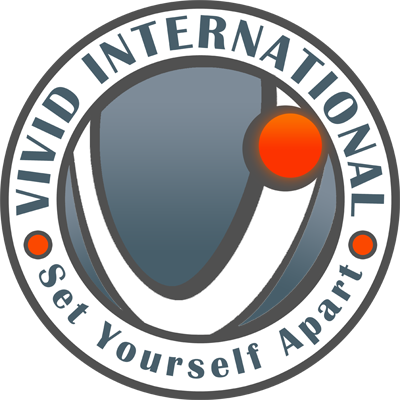 VIVID INTERNATIONAL
Set Yourself Apart